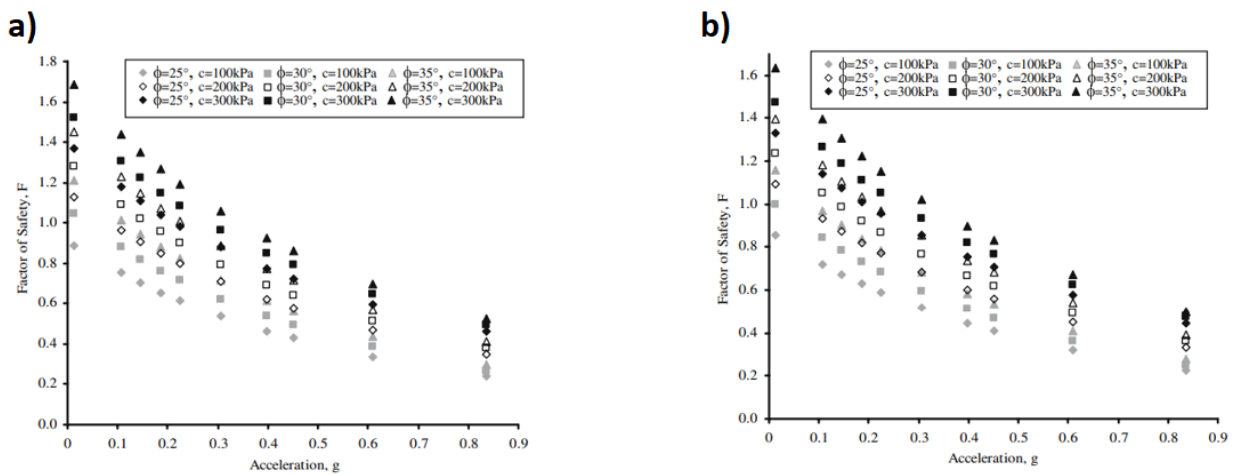 a)
1.8
1.6
1.4
1.2
1.0
0.8
0.6
0.4
0.2
0.0
Factor of Safety, F
ϕ=25°, c=100kPa ϕ=30°, c=100kPa ϕ=35°, c=100kPa
ϕ=25°, c=200kPa ϕ=30°, c=200kPa ϕ=35°, c=200kPa
ϕ=25°, c=300kPa ϕ=30°, c=300kPa ϕ=35°, c=300kPa
0 0.1 0.2 0.3 0.4 0.5 0.6 0.7 0.8 0.9
Acceleration, g
b)
1.6
1.4
1.2
1.0
0.8
0.6
0.4
0.2
0.0
Factor of Safety, F
ϕ=25°, c=100kPa ϕ=30°, c=100kPa ϕ=35°, c=100kPa
ϕ=25°, c=200kPa ϕ=30°, c=200kPa ϕ=35°, c=200kPa
ϕ=25°, c=300kPa ϕ=30°, c=300kPa ϕ=35°, c=300kPa
0 0.1 0.2 0.3 0.4 0.5 0.6 0.7 0.8 0.9
Acceleration, g